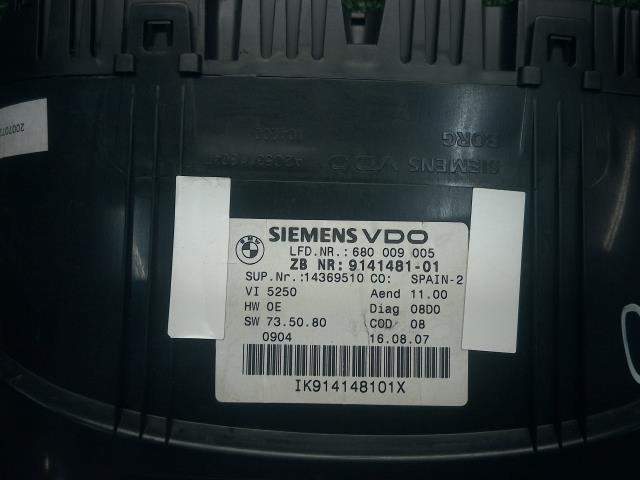 2007072
SIEMENS VDO
BORG
BMW
SIEMENS VDO
LFD.NR.: 680 009 005
ZB NR: 9141481-01
SUP.Nr.:14369510 CO: SPAIN-2
VI 5250 Aend 11.00
HW 0E Diag 08D0
SW 73.50.80 COD 08
0904 16.08.07
IK914148101X